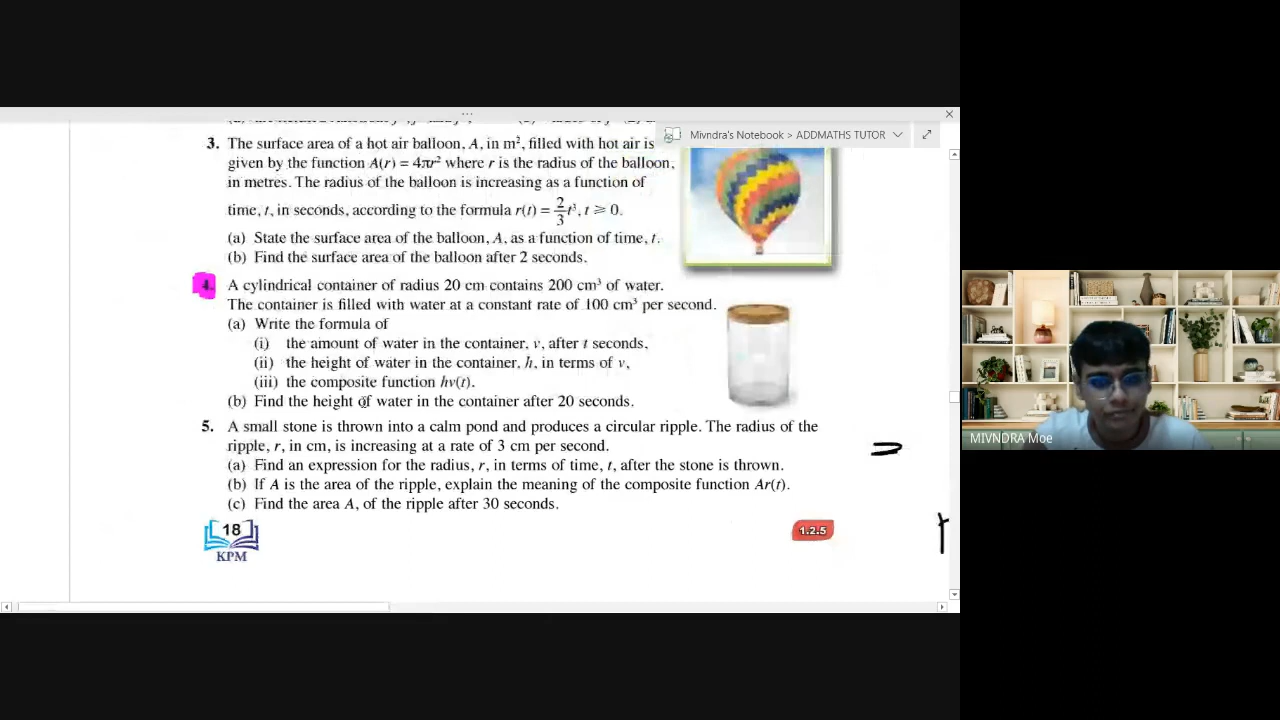 Mivndra's Notebook > ADDMATHS TUTOR
3. The surface area of a hot air balloon, A, in m², filled with hot air is
given by the function A(r) = 4πr² where r is the radius of the balloon,
in metres. The radius of the balloon is increasing as a function of
time, t, in seconds, according to the formula r(t) = 2/3 t³, t ⩾ 0.
(a) State the surface area of the balloon, A, as a function of time, t.
(b) Find the surface area of the balloon after 2 seconds.
4. A cylindrical container of radius 20 cm contains 200 cm³ of water.
The container is filled with water at a constant rate of 100 cm³ per second.
(a) Write the formula of
(i) the amount of water in the container, v, after t seconds,
(ii) the height of water in the container, h, in terms of v,
(iii) the composite function hv(t).
(b) Find the height of water in the container after 20 seconds.
5. A small stone is thrown into a calm pond and produces a circular ripple. The radius of the
ripple, r, in cm, is increasing at a rate of 3 cm per second.
(a) Find an expression for the radius, r, in terms of time, t, after the stone is thrown.
(b) If A is the area of the ripple, explain the meaning of the composite function Ar(t).
(c) Find the area A, of the ripple after 30 seconds.
=
18
KPM
1.2.5
MIVNDRA Moe